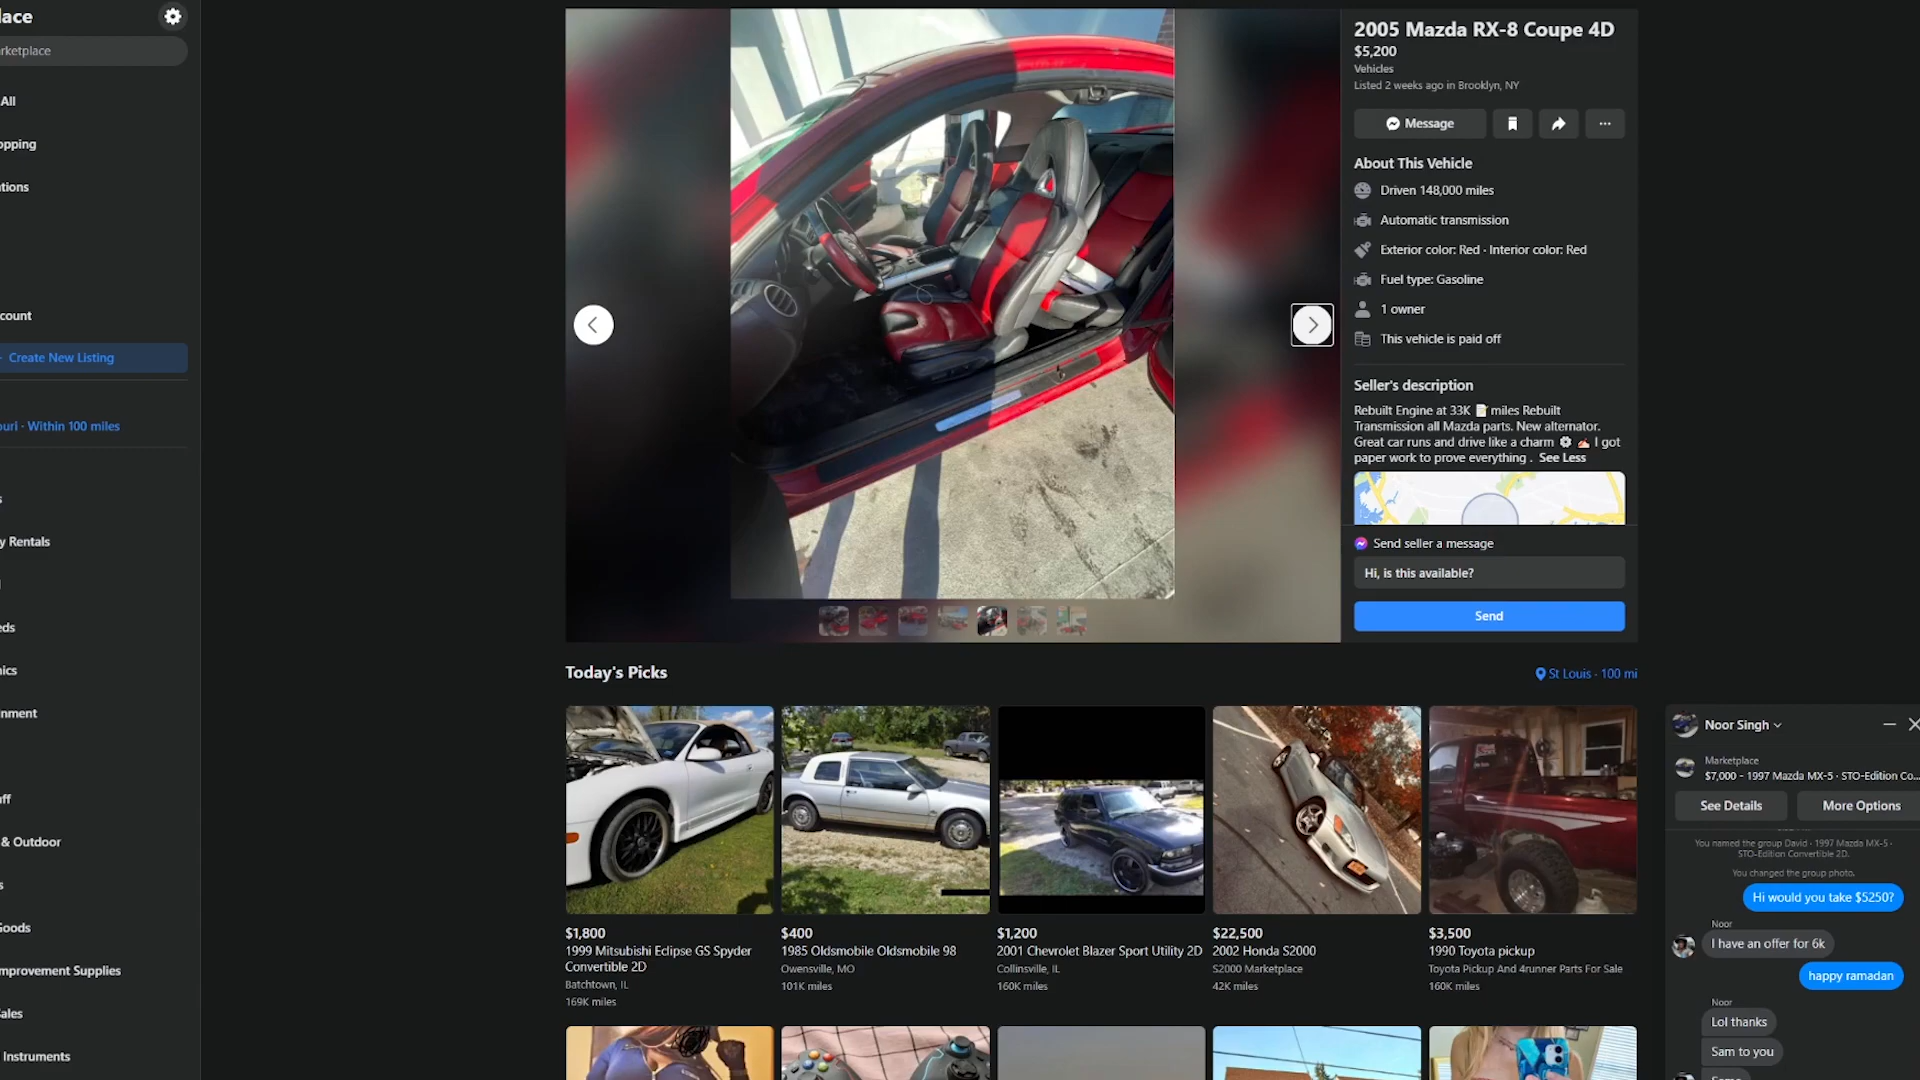 lace
rketplace
All
opping
tions
count
Create New Listing
ouri · Within 100 miles
s
y Rentals
l
eds
ics
inment
ff
& Outdoor
s
Goods
mprovement Supplies
ales
Instruments
2005 Mazda RX-8 Coupe 4D
$5,200
Vehicles
Listed 2 weeks ago in Brooklyn, NY
Message
About This Vehicle
Driven 148,000 miles
Automatic transmission
Exterior color: Red · Interior color: Red
Fuel type: Gasoline
1 owner
This vehicle is paid off
Seller's description
Rebuilt Engine at 33K 📝 miles Rebuilt
Transmission all Mazda parts. New alternator.
Great car runs and drive like a charm ⚙ ✍🏻 I got
paper work to prove everything . See Less
Send seller a message
Hi, is this available?
Send
Today's Picks
St Louis · 100 mi
$1,800
1999 Mitsubishi Eclipse GS Spyder
Convertible 2D
Batchtown, IL
169K miles
$400
1985 Oldsmobile Oldsmobile 98
Owensville, MO
101K miles
$1,200
2001 Chevrolet Blazer Sport Utility 2D
Collinsville, IL
160K miles
$22,500
2002 Honda S2000
S2000 Marketplace
42K miles
$3,500
1990 Toyota pickup
Toyota Pickup And 4runner Parts For Sale
160K miles
Noor Singh
Marketplace
$7,000 - 1997 Mazda MX-5 · STO-Edition Co...
See Details
More Options
You named the group David · 1997 Mazda MX-5 ·
STO-Edition Convertible 2D.
You changed the group photo.
Hi would you take $5250?
Noor
I have an offer for 6k
happy ramadan
Noor
Lol thanks
Sam to you